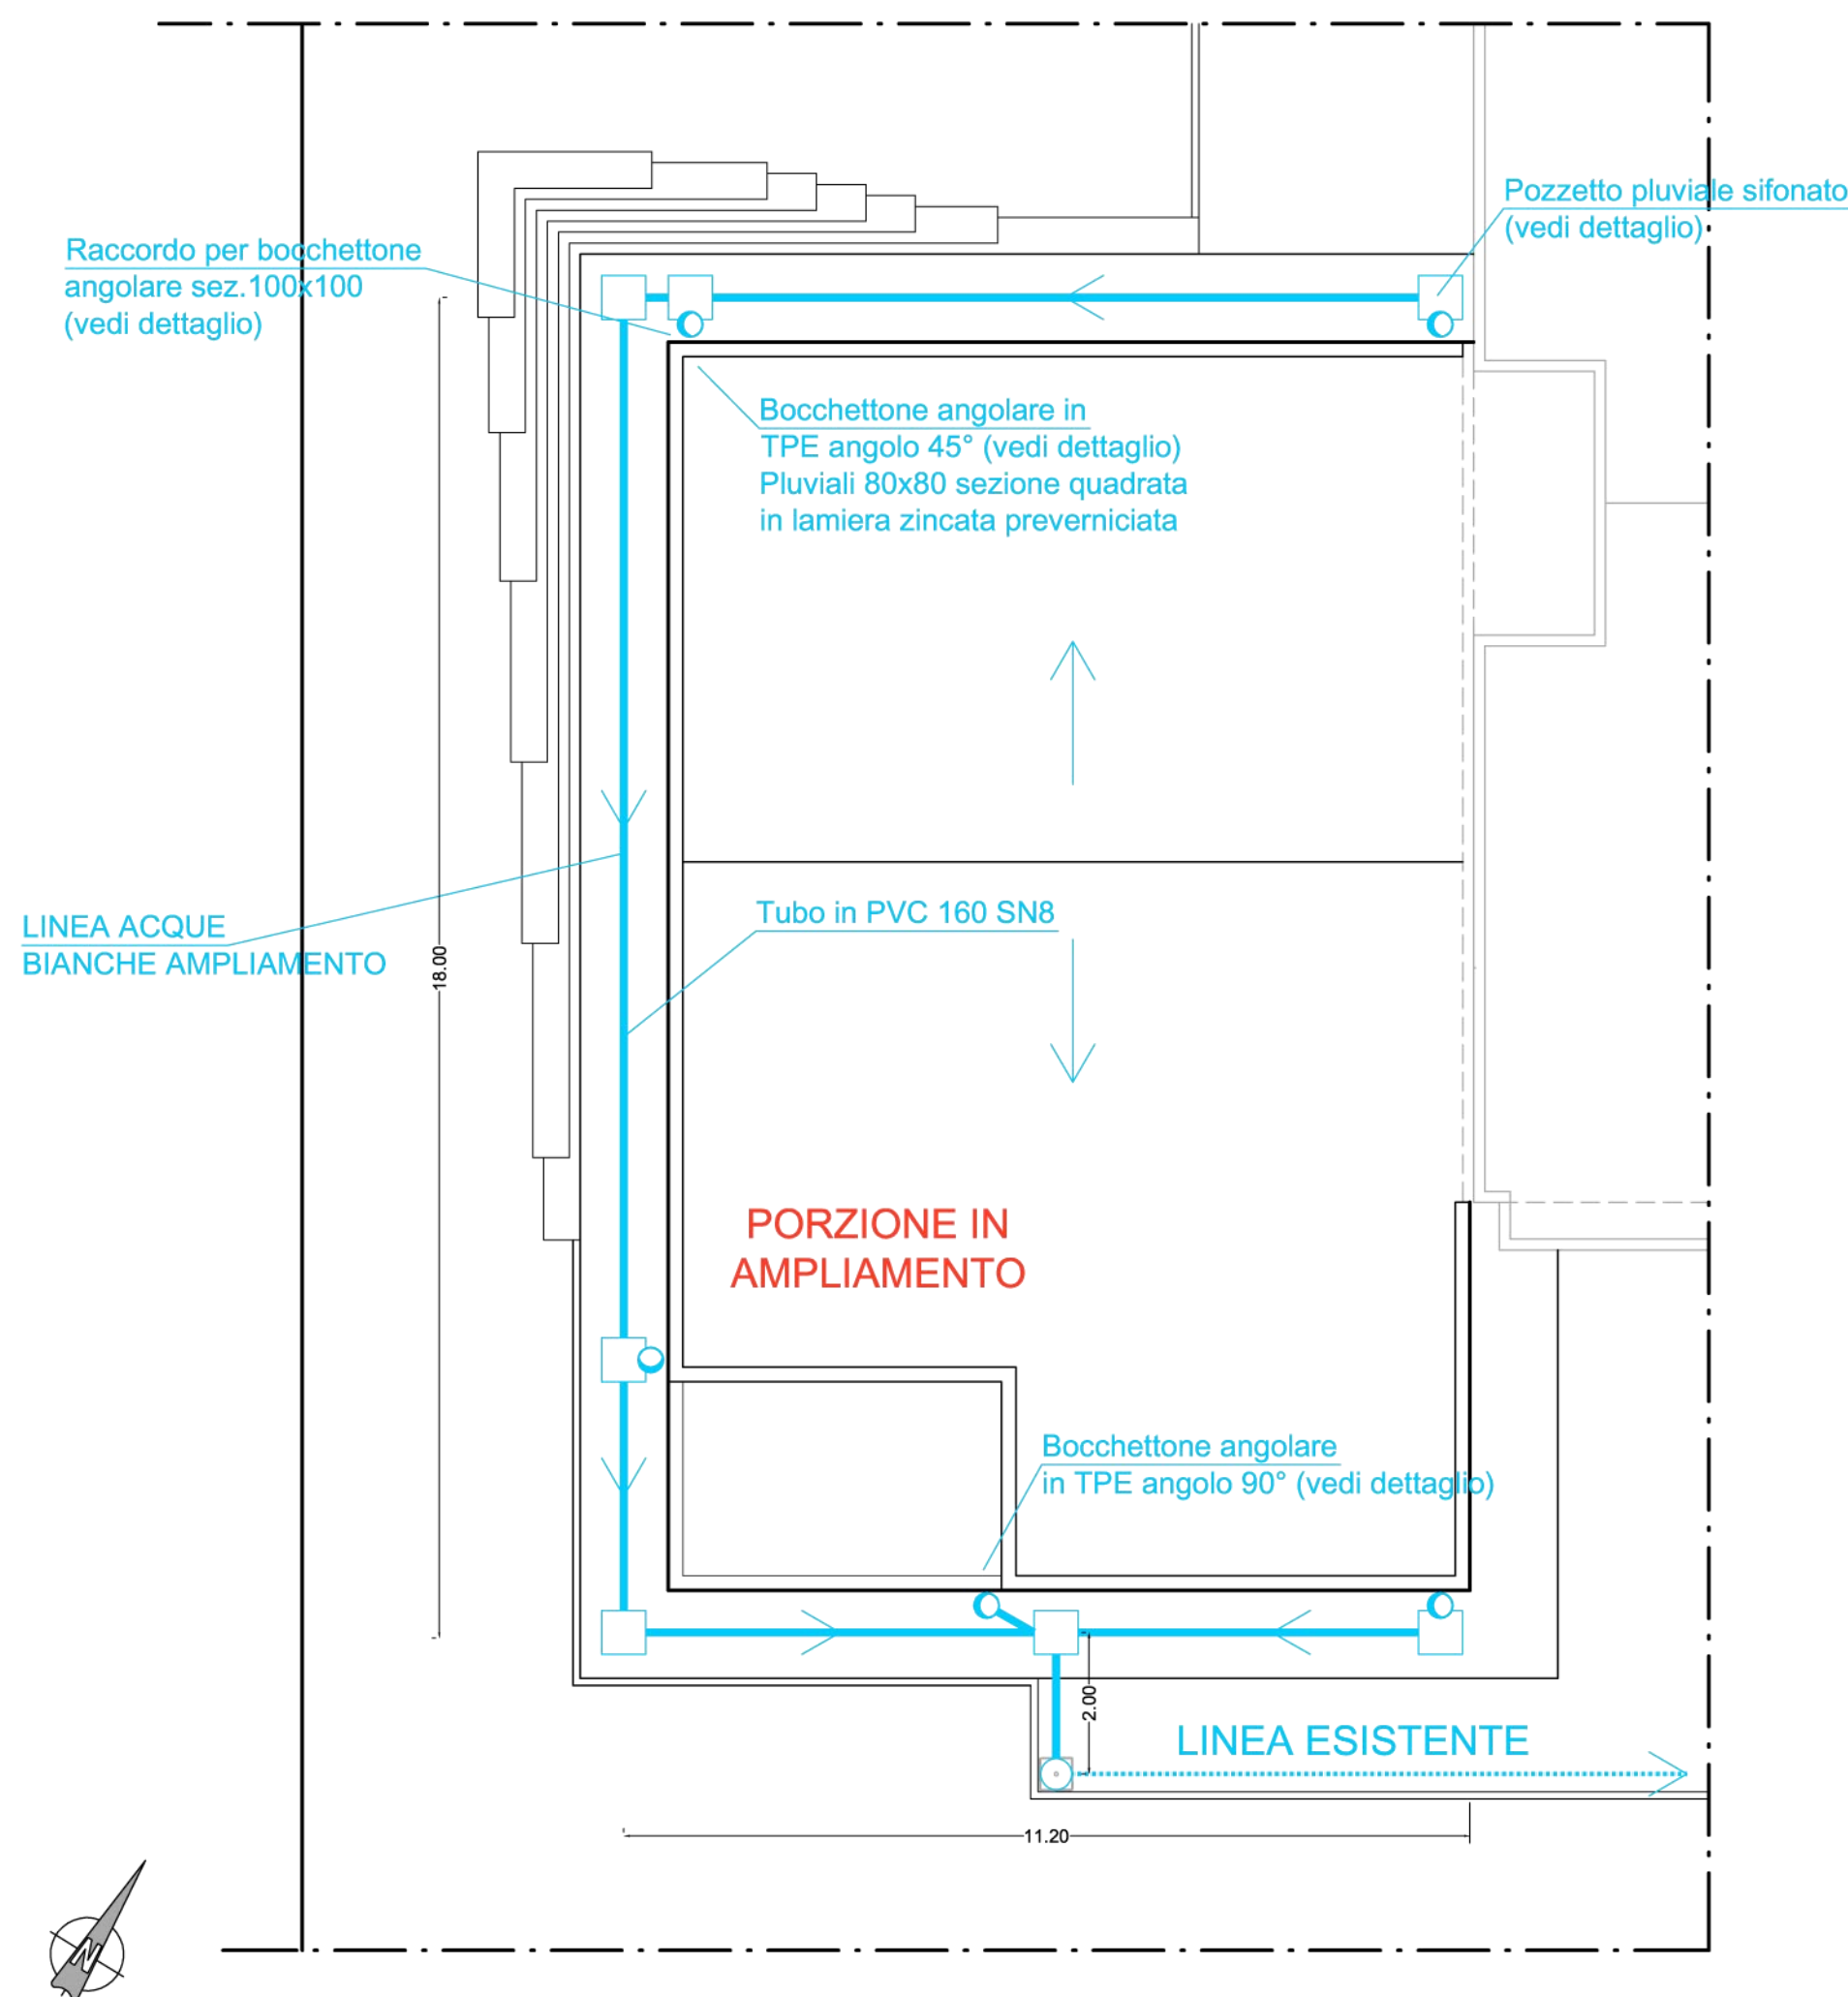 Pozzetto pluviale sifonato
(vedi dettaglio)
Raccordo per bocchettone
angolare sez.100x100
(vedi dettaglio)
Bocchettone angolare in
TPE angolo 45° (vedi dettaglio)
Pluviali 80x80 sezione quadrata
in lamiera zincata preverniciata
LINEA ACQUE
BIANCHE AMPLIAMENTO
18.00
Tubo in PVC 160 SN8
PORZIONE IN
AMPLIAMENTO
Bocchettone angolare
in TPE angolo 90° (vedi dettaglio)
2.00
LINEA ESISTENTE
11.20
N